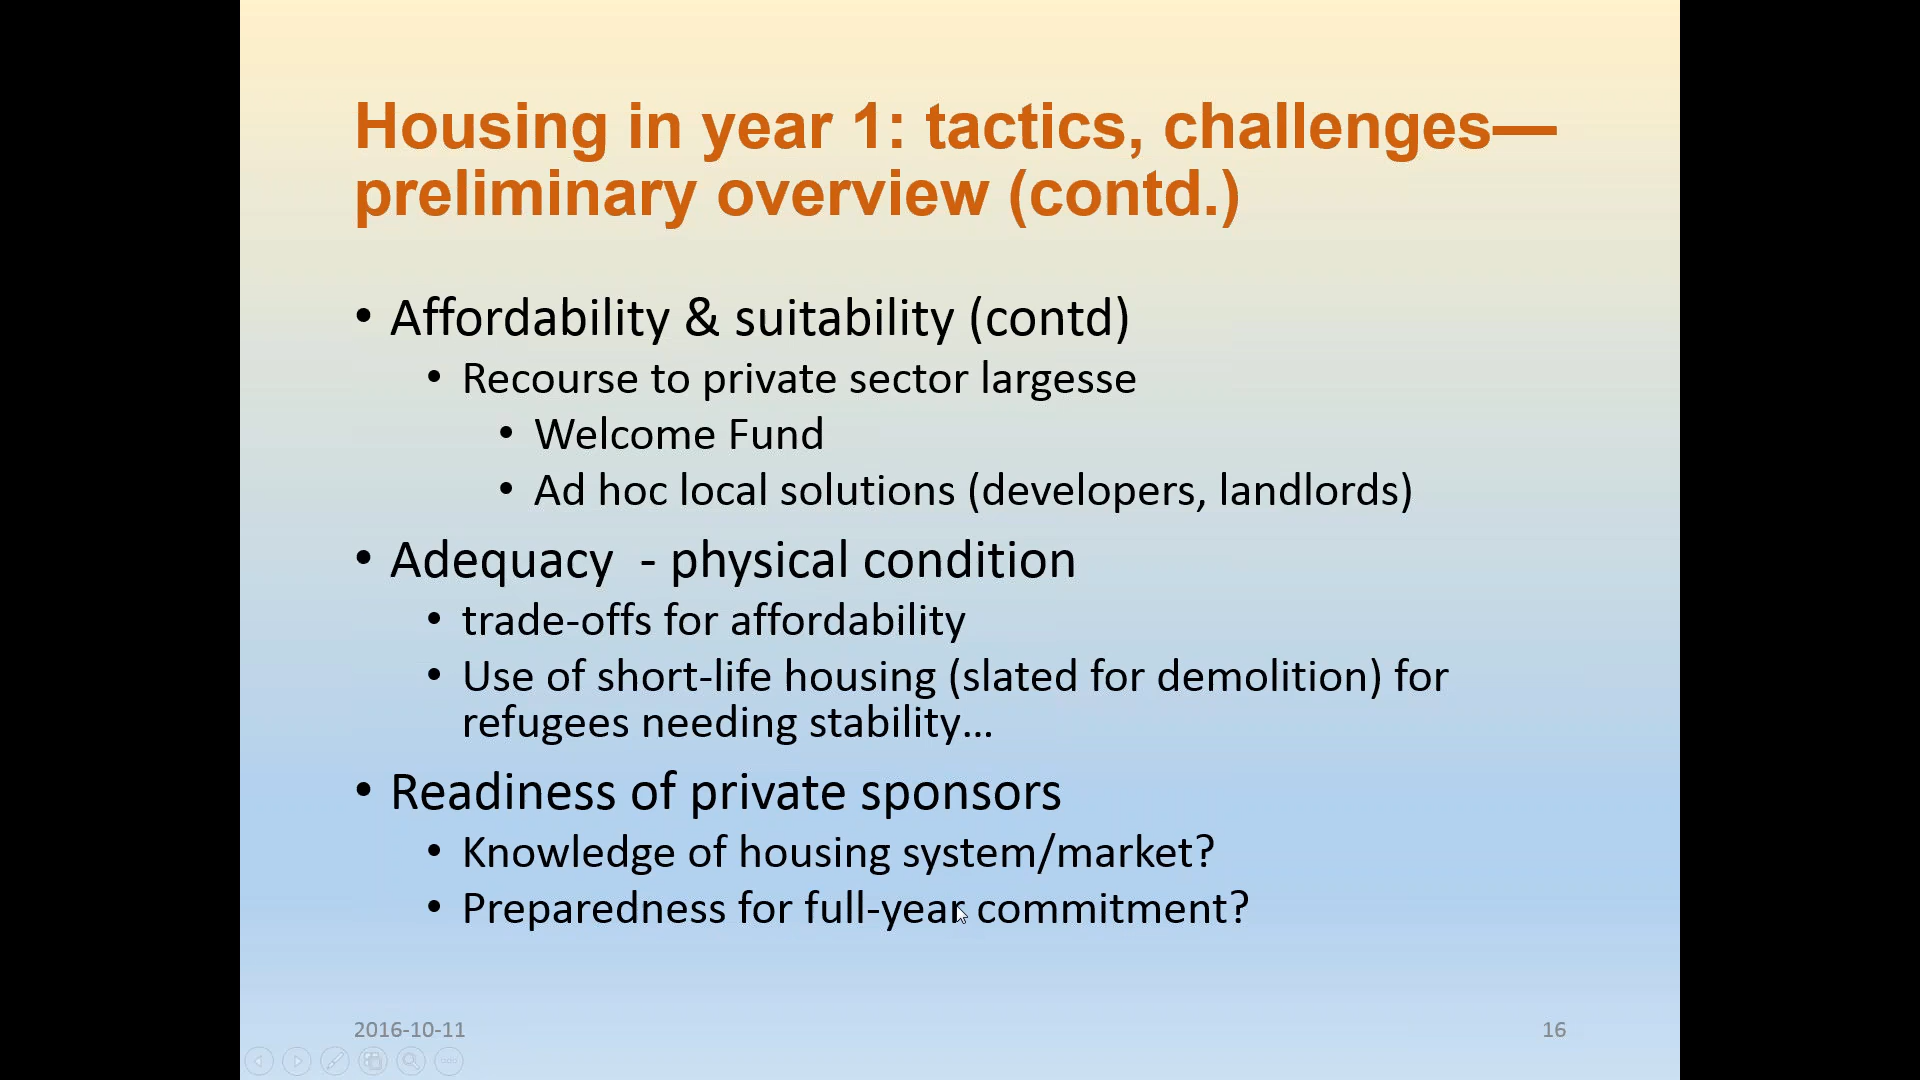 Housing in year 1: tactics, challenges—
preliminary overview (contd.)
• Affordability & suitability (contd)
• Recourse to private sector largesse
• Welcome Fund
• Ad hoc local solutions (developers, landlords)
• Adequacy  - physical condition
• trade-offs for affordability
• Use of short-life housing (slated for demolition) for
refugees needing stability…
• Readiness of private sponsors
• Knowledge of housing system/market?
• Preparedness for full-year commitment?
2016-10-11
16